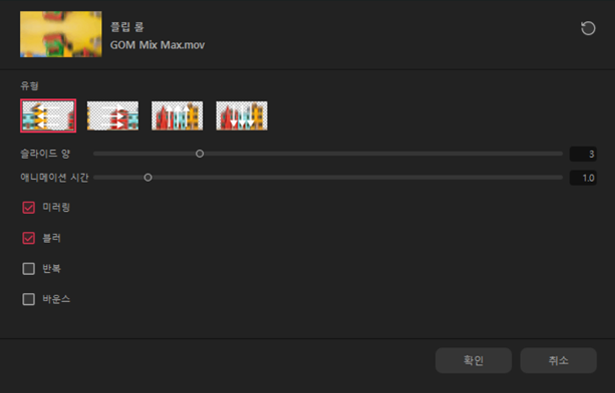 플립 롤
GOM Mix Max.mov
유형
슬라이드 양 3
애니메이션 시간 1.0
미러링
블러
반복
바운스
확인 취소